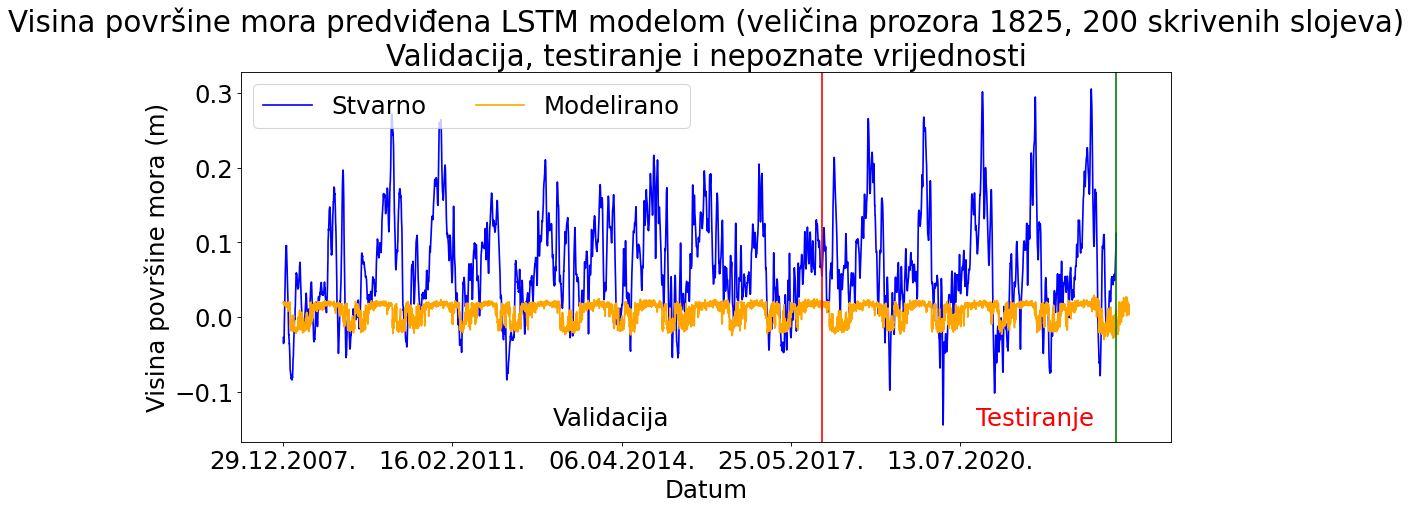 Visina površine mora predviđena LSTM modelom (veličina prozora 1825, 200 skrivenih slojeva)
Validacija, testiranje i nepoznate vrijednosti
Stvarno
Modelirano
Visina površine mora (m)
0.3
0.2
0.1
0.0
−0.1
Validacija
Testiranje
29.12.2007.
16.02.2011.
06.04.2014.
25.05.2017.
13.07.2020.
Datum